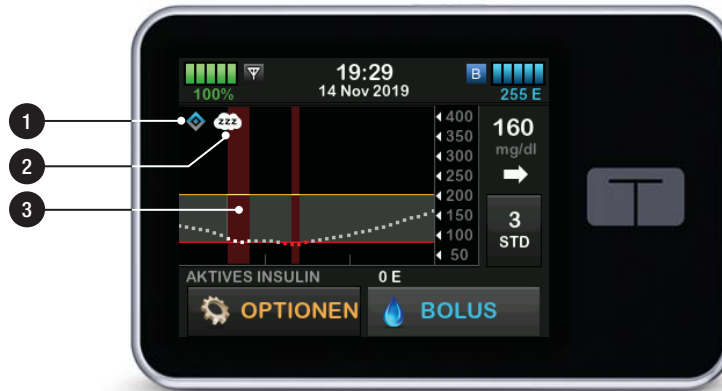 19:29
14 Nov 2019
B
100%
255 E
1
2
3
zzz
400
350
300
250
200
150
100
50
160
mg/dl
3
STD
AKTIVES INSULIN 0 E
OPTIONEN
BOLUS